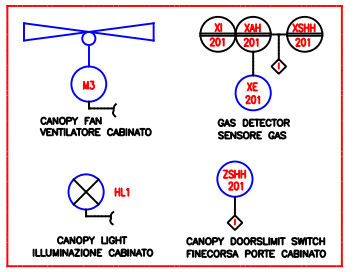 XI XAH XSHH
201 201 201
I
M3
XE
201
CANOPY FAN
VENTILATORE CABINATO
GAS DETECTOR
SENSORE GAS
HL1
ZSHH
201
I
CANOPY LIGHT
ILLUMINAZIONE CABINATO
CANOPY DOORSLIMIT SWITCH
FINECORSA PORTE CABINATO